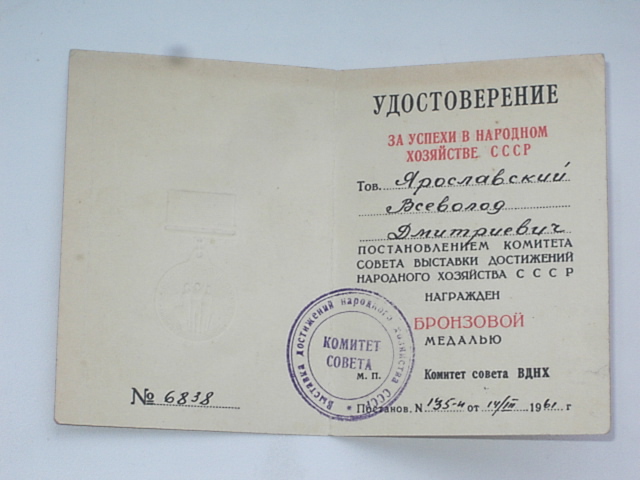 № 6838
УДОСТОВЕРЕНИЕ
ЗА УСПЕХИ В НАРОДНОМ
ХОЗЯЙСТВЕ СССР
Тов. Ярославский
Всеволод
Дмитриевич
ПОСТАНОВЛЕНИЕМ КОМИТЕТА
СОВЕТА ВЫСТАВКИ ДОСТИЖЕНИЙ
НАРОДНОГО ХОЗЯЙСТВА СССР
НАГРАЖДЕН
БРОНЗОВОЙ
МЕДАЛЬЮ
Комитет совета ВДНХ
М. П.
Постанов. N 135-н от 14/III 1961 г
Выставка достижений народного хозяйства СССР
КОМИТЕТ
СОВЕТА